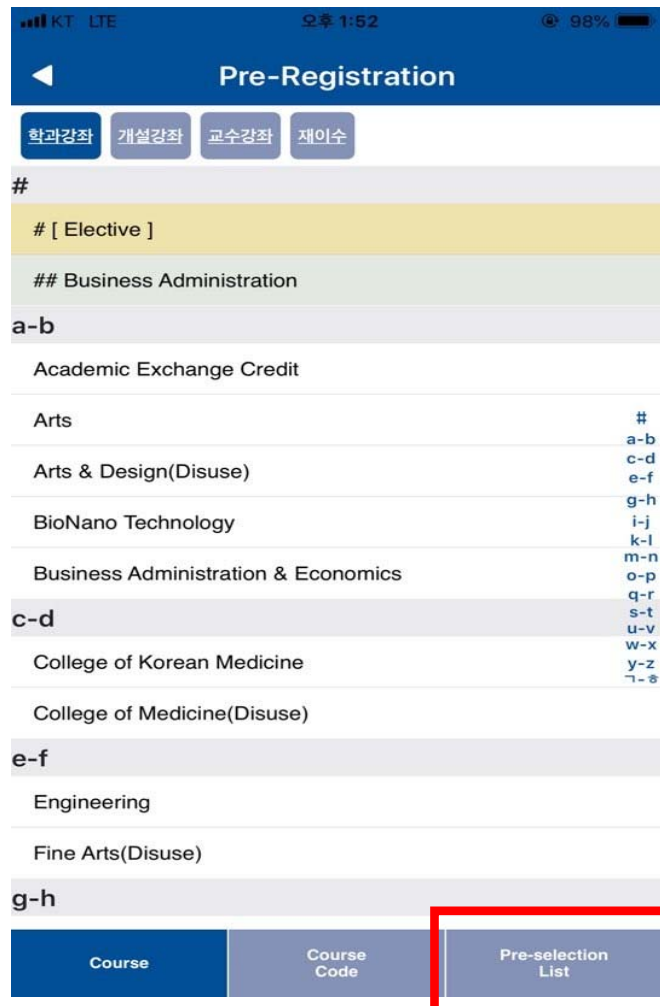 KT LTE 오후 1:52 98%
Pre-Registration
학과강좌 개설강좌 교수강좌 재이수
#
# [ Elective ]
## Business Administration
a-b
Academic Exchange Credit
Arts
Arts & Design(Disuse)
BioNano Technology
Business Administration & Economics
c-d
College of Korean Medicine
College of Medicine(Disuse)
e-f
Engineering
Fine Arts(Disuse)
g-h
#
a-b
c-d
e-f
g-h
i-j
k-l
m-n
o-p
q-r
s-t
u-v
w-x
y-z
ㄱ-ㅎ
Course
Course
Code
Pre-selection
List